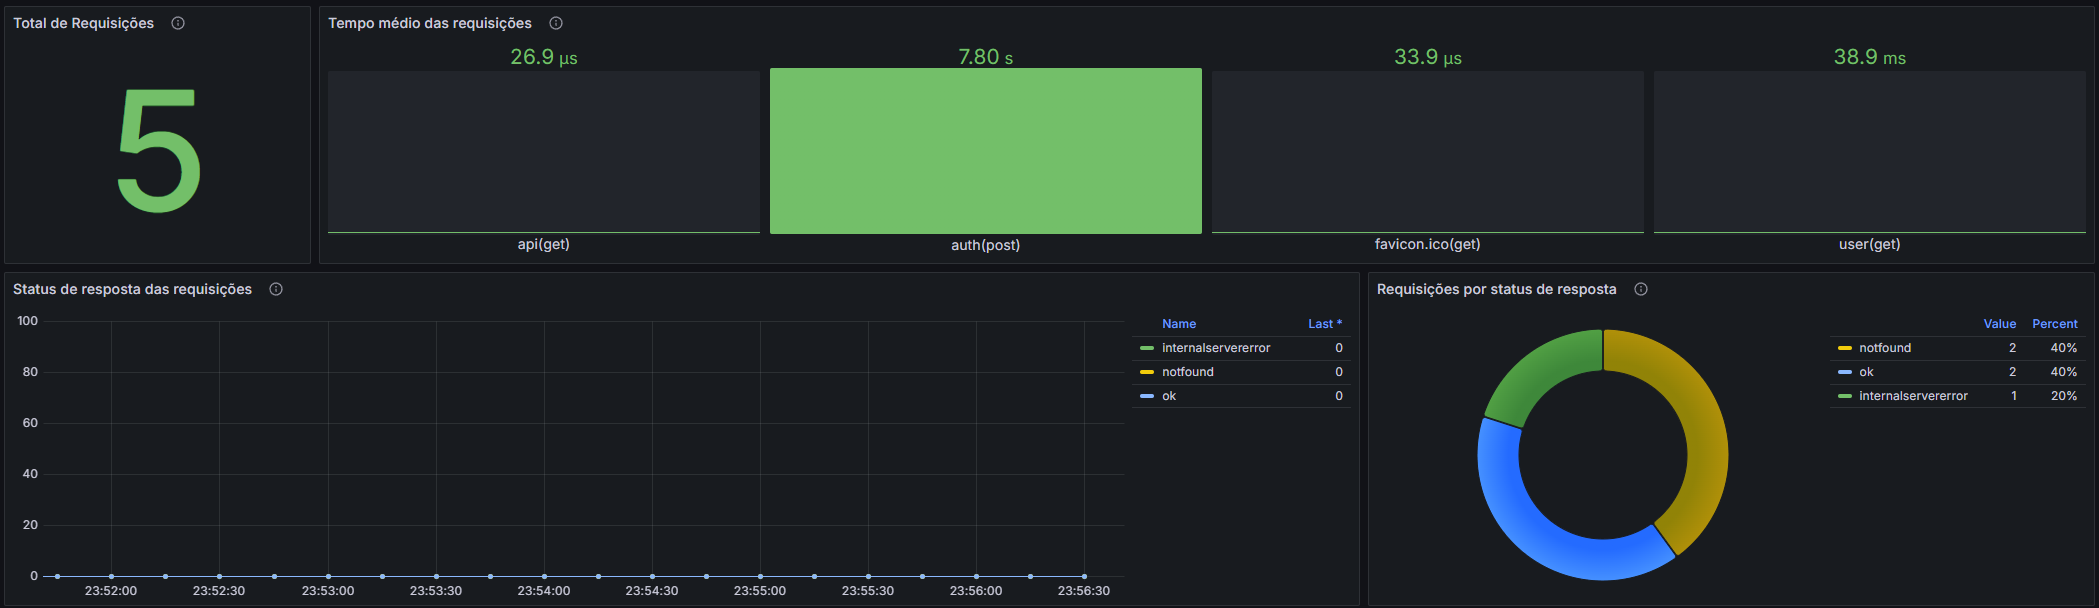 Total de Requisições
5
Tempo médio das requisições
26.9 µs
7.80 s
33.9 µs
38.9 ms
api(get)
auth(post)
favicon.ico(get)
user(get)
Status de resposta das requisições
100
80
60
40
20
0
23:52:00 23:52:30 23:53:00 23:53:30 23:54:00 23:54:30 23:55:00 23:55:30 23:56:00 23:56:30
Name Last *
internalservererror 0
notfound 0
ok 0
Requisições por status de resposta
Value Percent
notfound 2 40%
ok 2 40%
internalservererror 1 20%